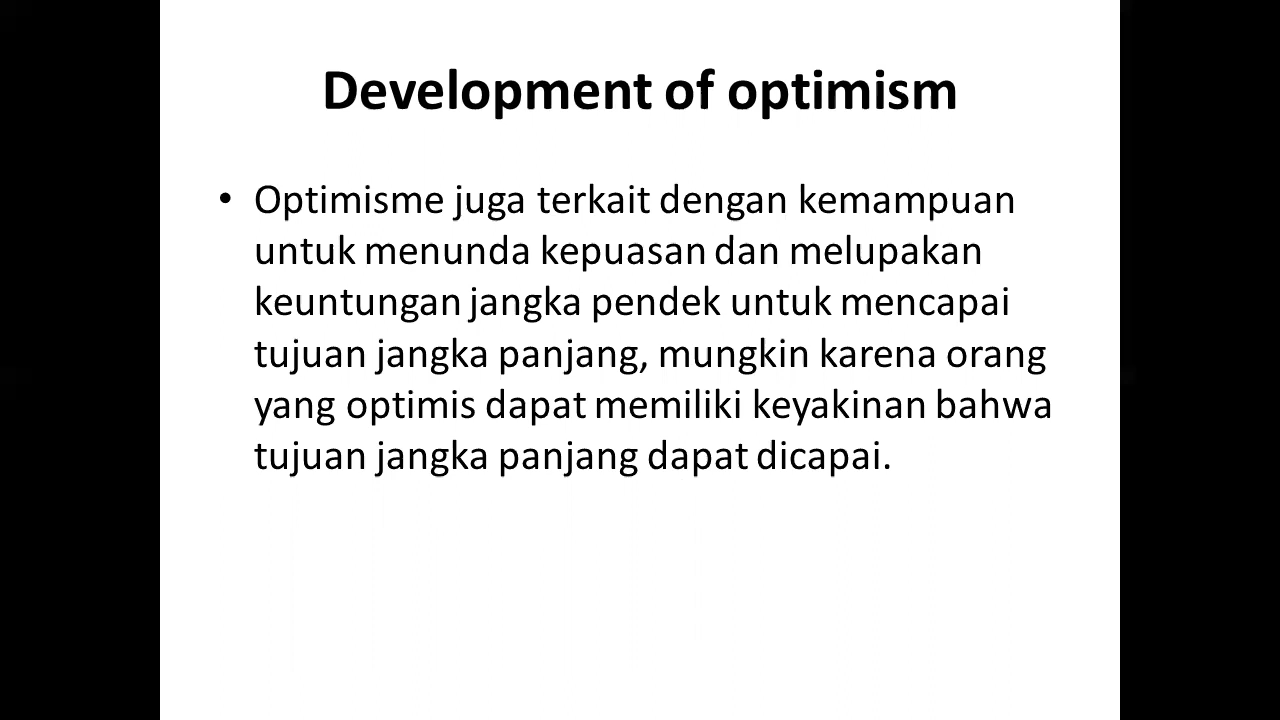 Development of optimism
• Optimisme juga terkait dengan kemampuan
untuk menunda kepuasan dan melupakan
keuntungan jangka pendek untuk mencapai
tujuan jangka panjang, mungkin karena orang
yang optimis dapat memiliki keyakinan bahwa
tujuan jangka panjang dapat dicapai.